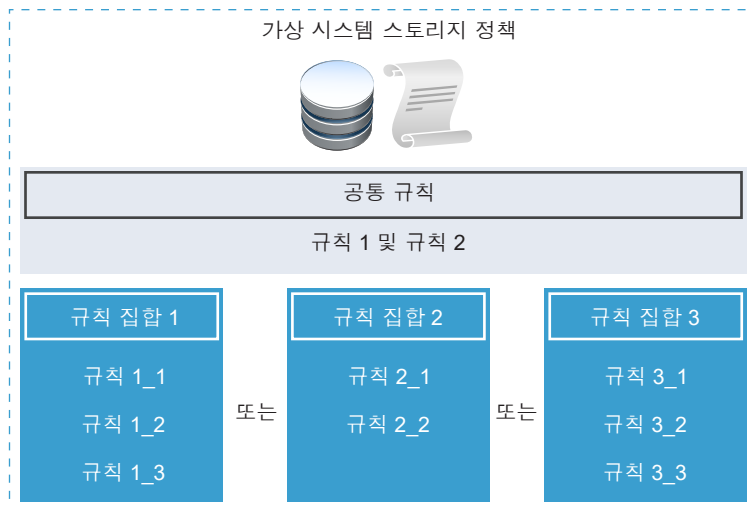 가상 시스템 스토리지 정책
공통 규칙
규칙 1 및 규칙 2
규칙 집합 1
규칙 1_1
규칙 1_2
규칙 1_3
또는
규칙 집합 2
규칙 2_1
규칙 2_2
또는
규칙 집합 3
규칙 3_1
규칙 3_2
규칙 3_3